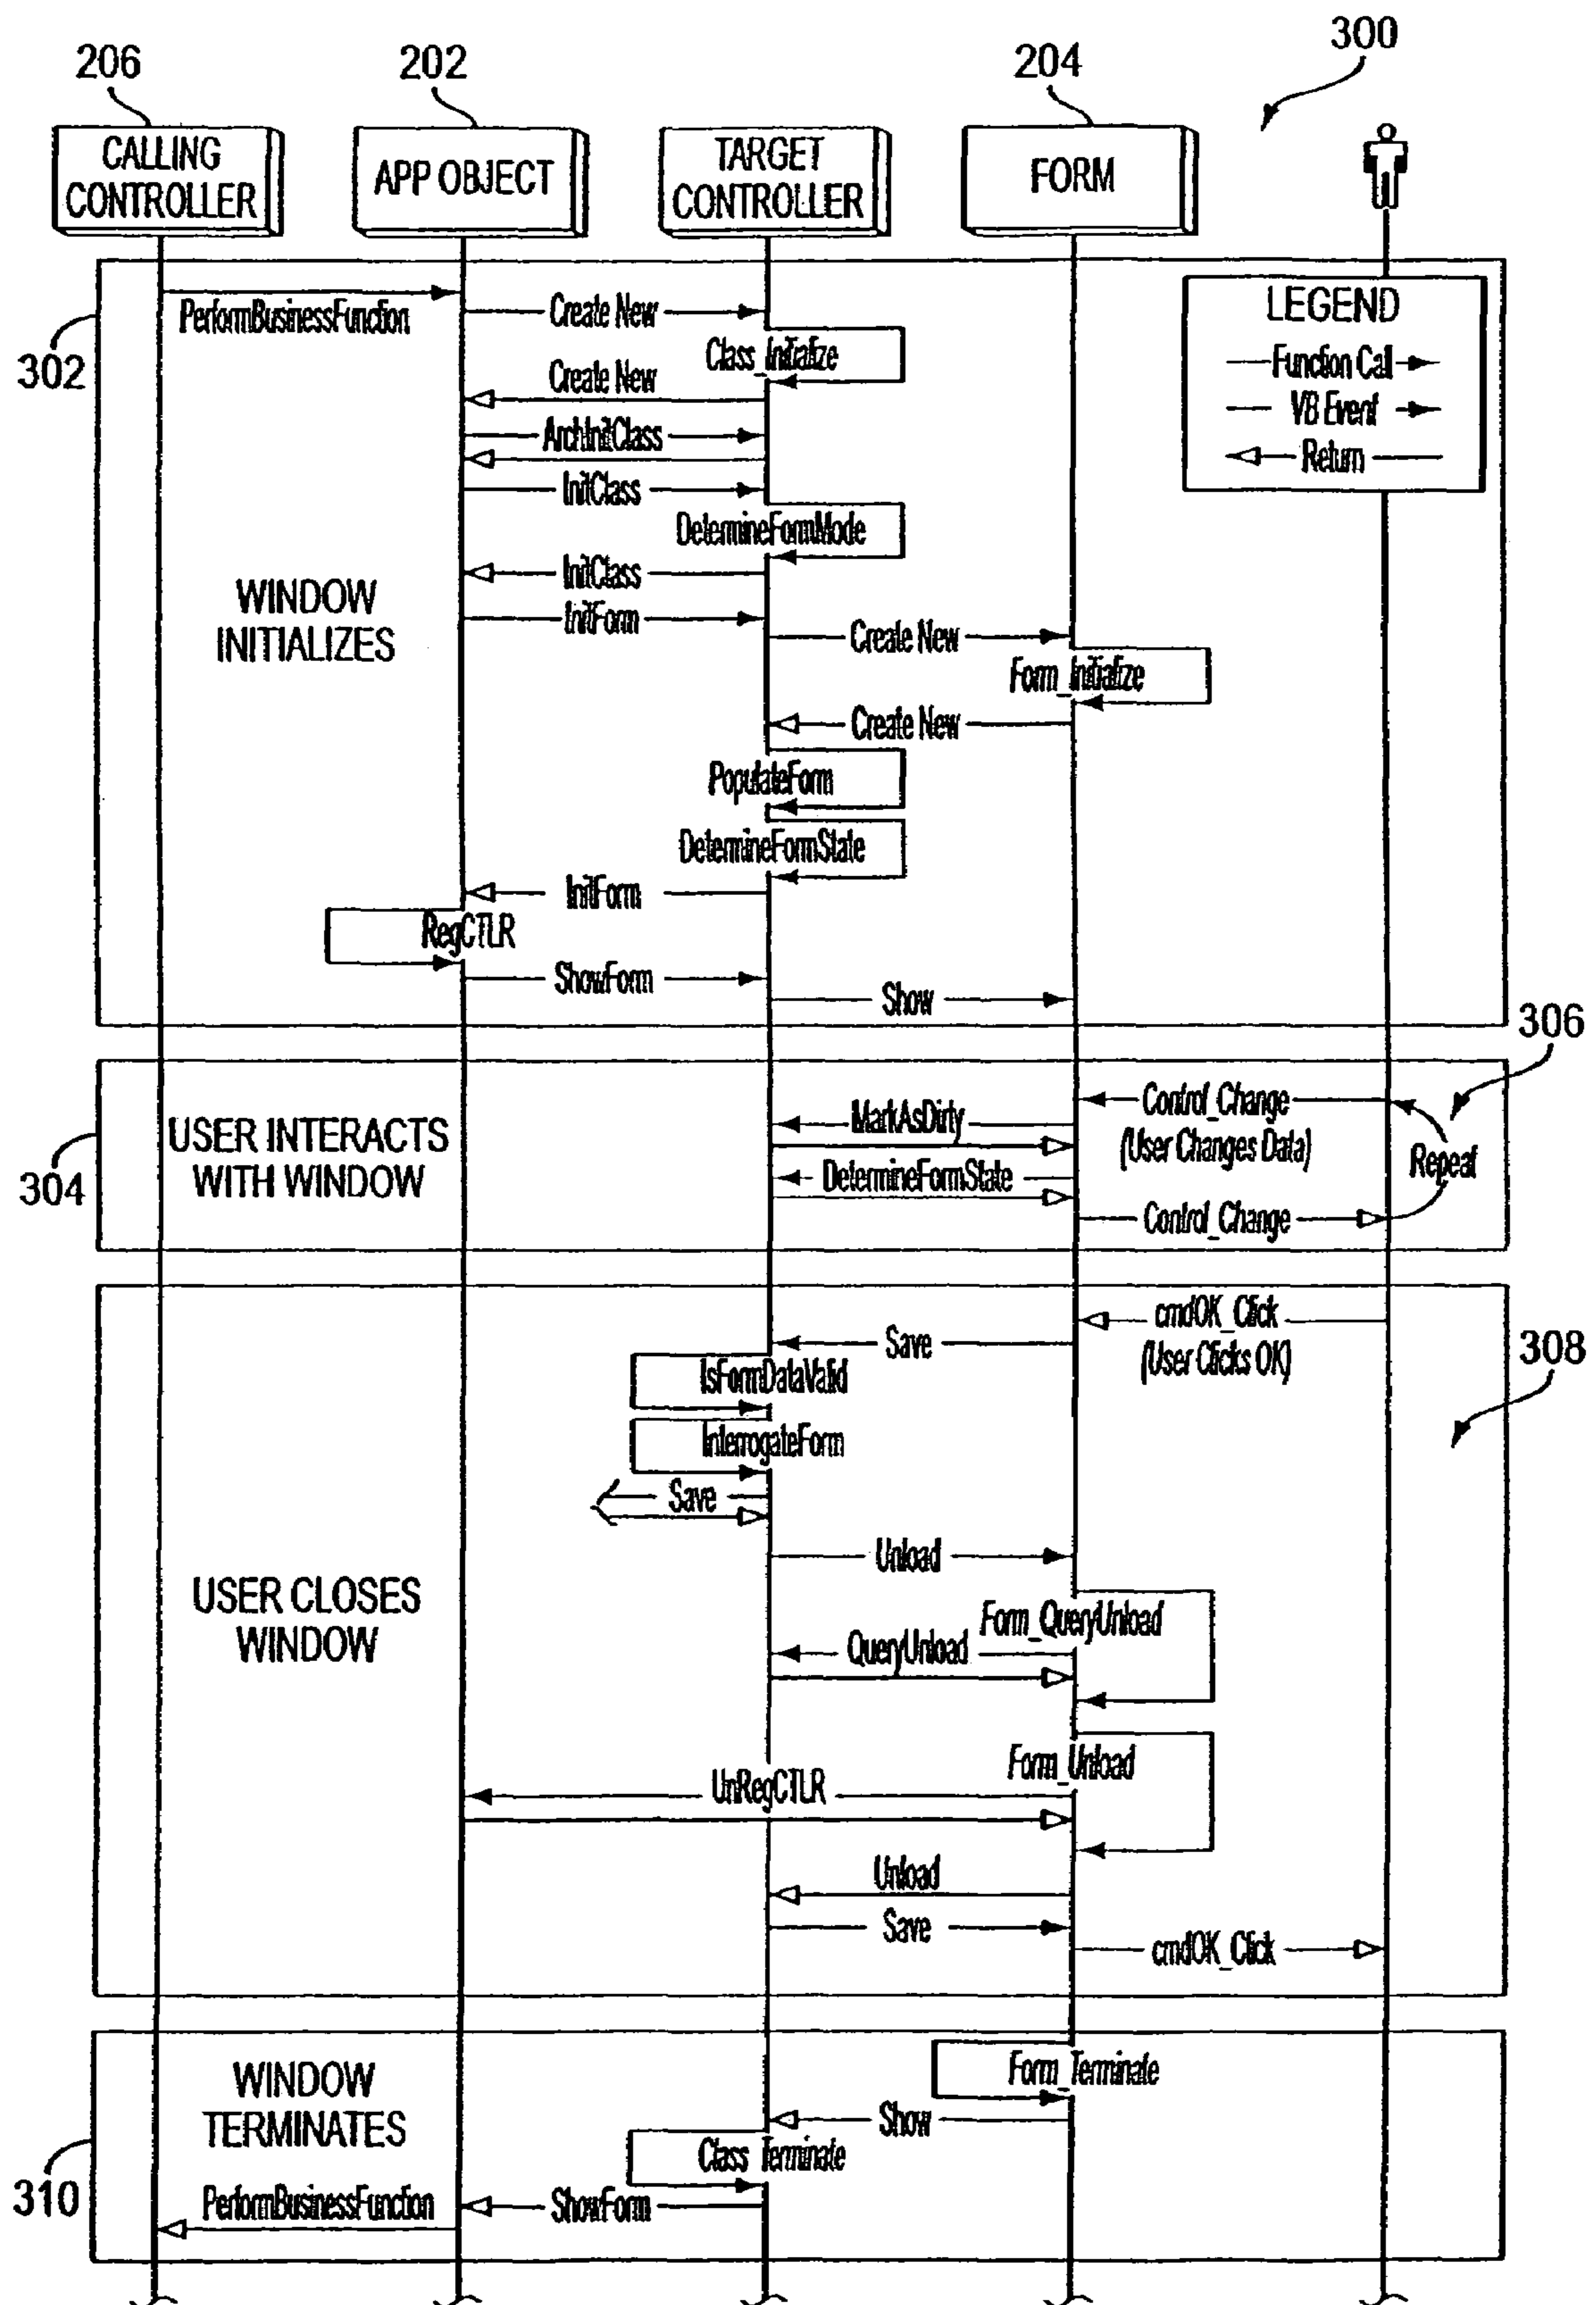 300
206
202
204
CALLING
CONTROLLER
APP OBJECT
TARGET
CONTROLLER
FORM
LEGEND
Function Call
VB Event
Return
302
PerformBusinessFunction
Create New
Class_Initialize
Create New
ArchInitClass
InitClass
DetermineFormMode
InitClass
WINDOW
INITIALIZES
InitForm
Create New
Form_Initialize
Create New
PopulateForm
DetermineFormState
InitForm
RegCTLR
ShowForm
Show
306
304
USER INTERACTS
WITH WINDOW
Control_Change
(User Changes Data)
MarkAsDirty
Repeat
DetermineFormState
Control_Change
308
cmdOK_Click
(User Clicks OK)
Save
IsFormDataValid
InterrogateForm
Save
Unload
USER CLOSES
WINDOW
Form_QueryUnload
QueryUnload
Form_Unload
UnRegCTLR
Unload
Save
cmdOK_Click
310
WINDOW
TERMINATES
Form_Terminate
Show
Class_Terminate
ShowForm
PerformBusinessFunction